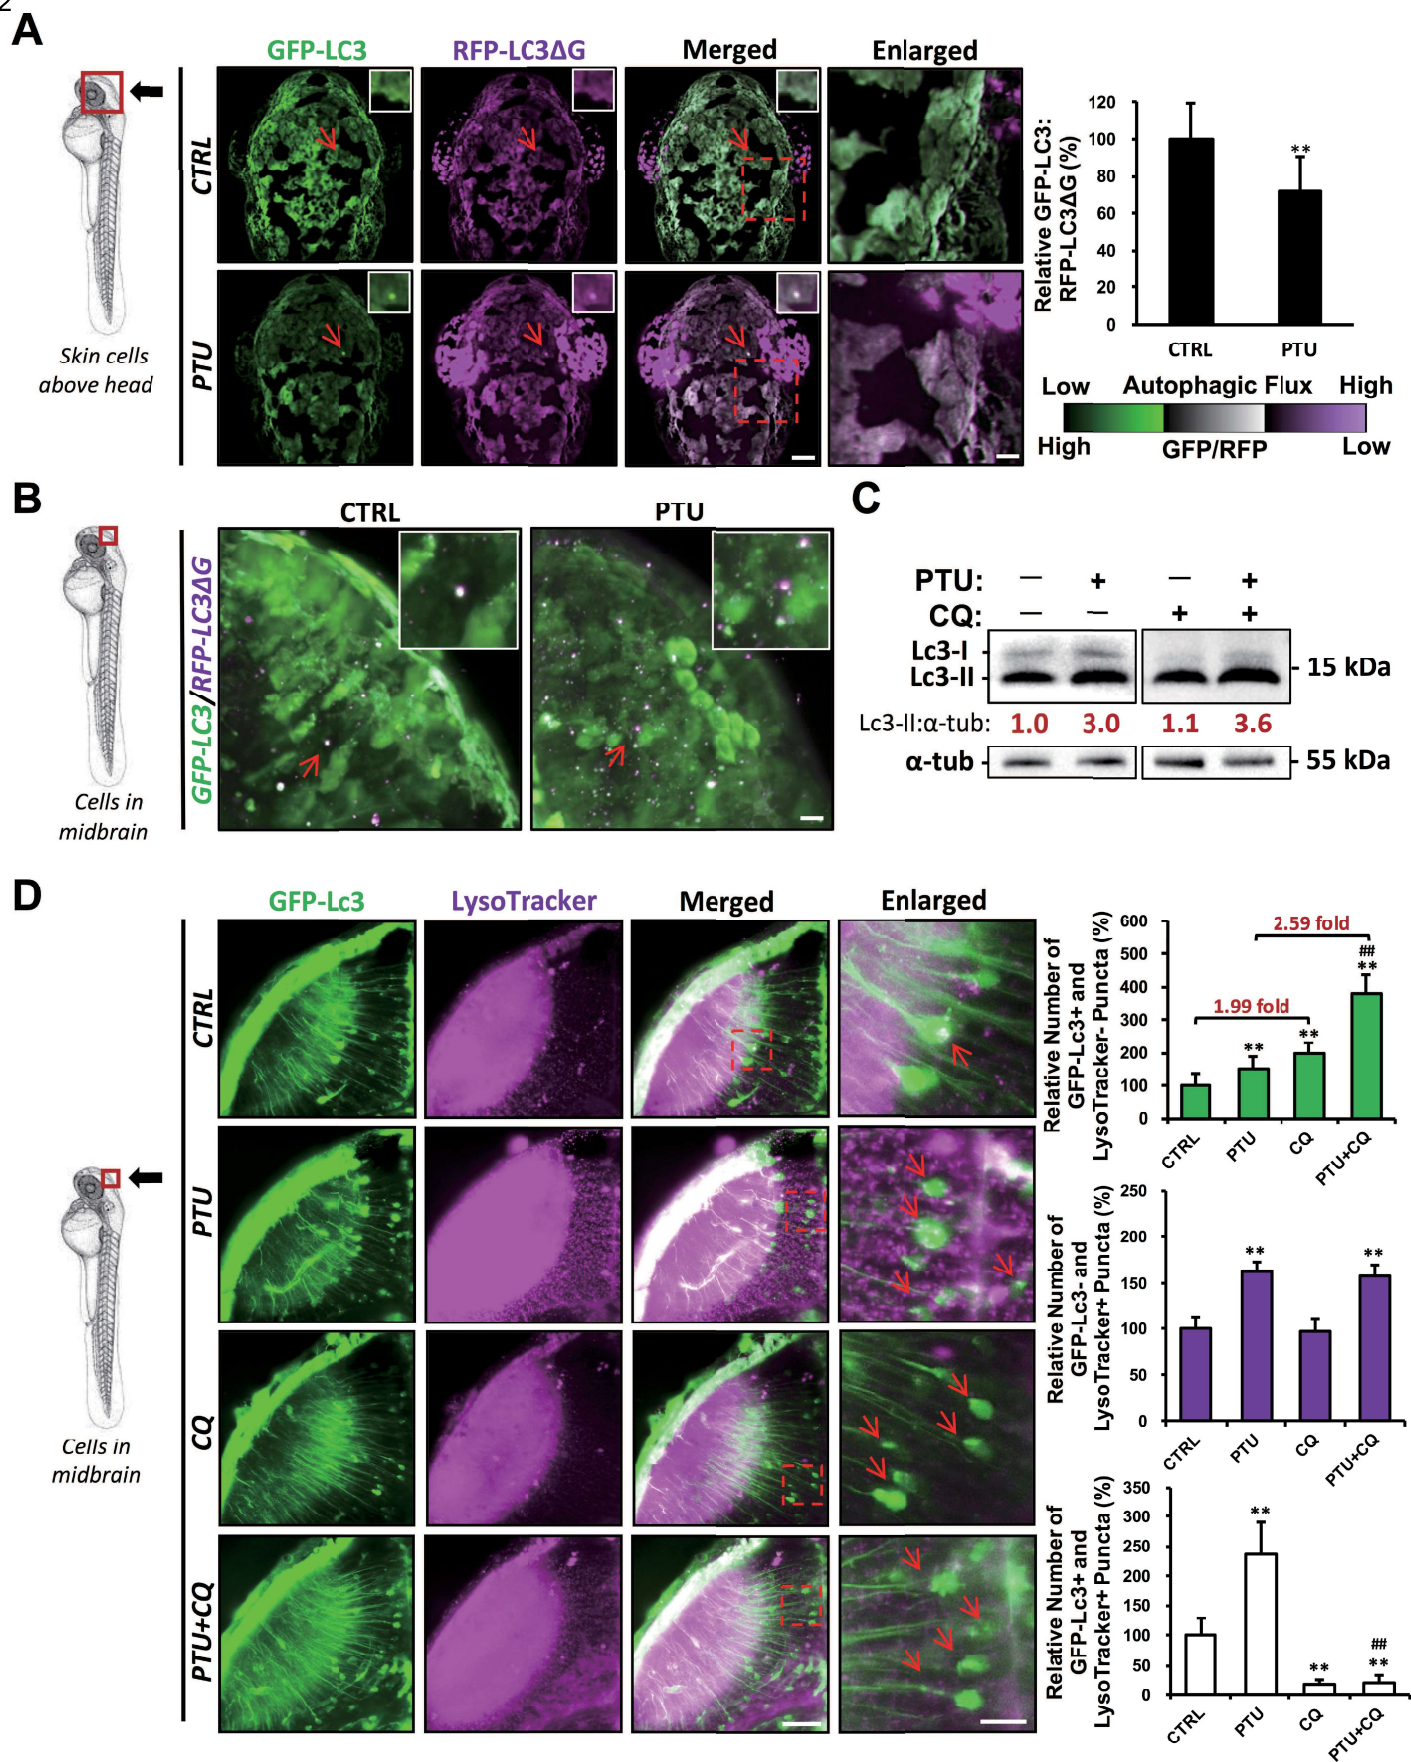 2
A
GFP-LC3
RFP-LC3ΔG
Merged
Enlarged
CTRL
PTU
Skin cells
above head
Relative GFP-LC3:
RFP-LC3ΔG (%)
120
100
80
60
40
20
0
**
CTRL
PTU
Low
Autophagic Flux
High
High
GFP/RFP
Low
B
CTRL
PTU
GFP-LC3/RFP-LC3ΔG
Cells in
midbrain
C
PTU: — + — +
CQ: — — + +
Lc3-I
Lc3-II
15 kDa
Lc3-II:α-tub: 1.0 3.0 1.1 3.6
α-tub
55 kDa
D
GFP-Lc3
LysoTracker
Merged
Enlarged
CTRL
PTU
CQ
PTU+CQ
Cells in
midbrain
Relative Number of
GFP-Lc3+ and
LysoTracker- Puncta (%)
600
500
400
300
200
100
0
2.59 fold
1.99 fold
**
**
##
**
CTRL
PTU
CQ
PTU+CQ
Relative Number of
GFP-Lc3- and
LysoTracker+ Puncta (%)
250
200
150
100
50
0
**
**
CTRL
PTU
CQ
PTU+CQ
Relative Number of
GFP-Lc3+ and
LysoTracker+ Puncta (%)
350
300
250
200
150
100
50
0
**
**
##
**
CTRL
PTU
CQ
PTU+CQ